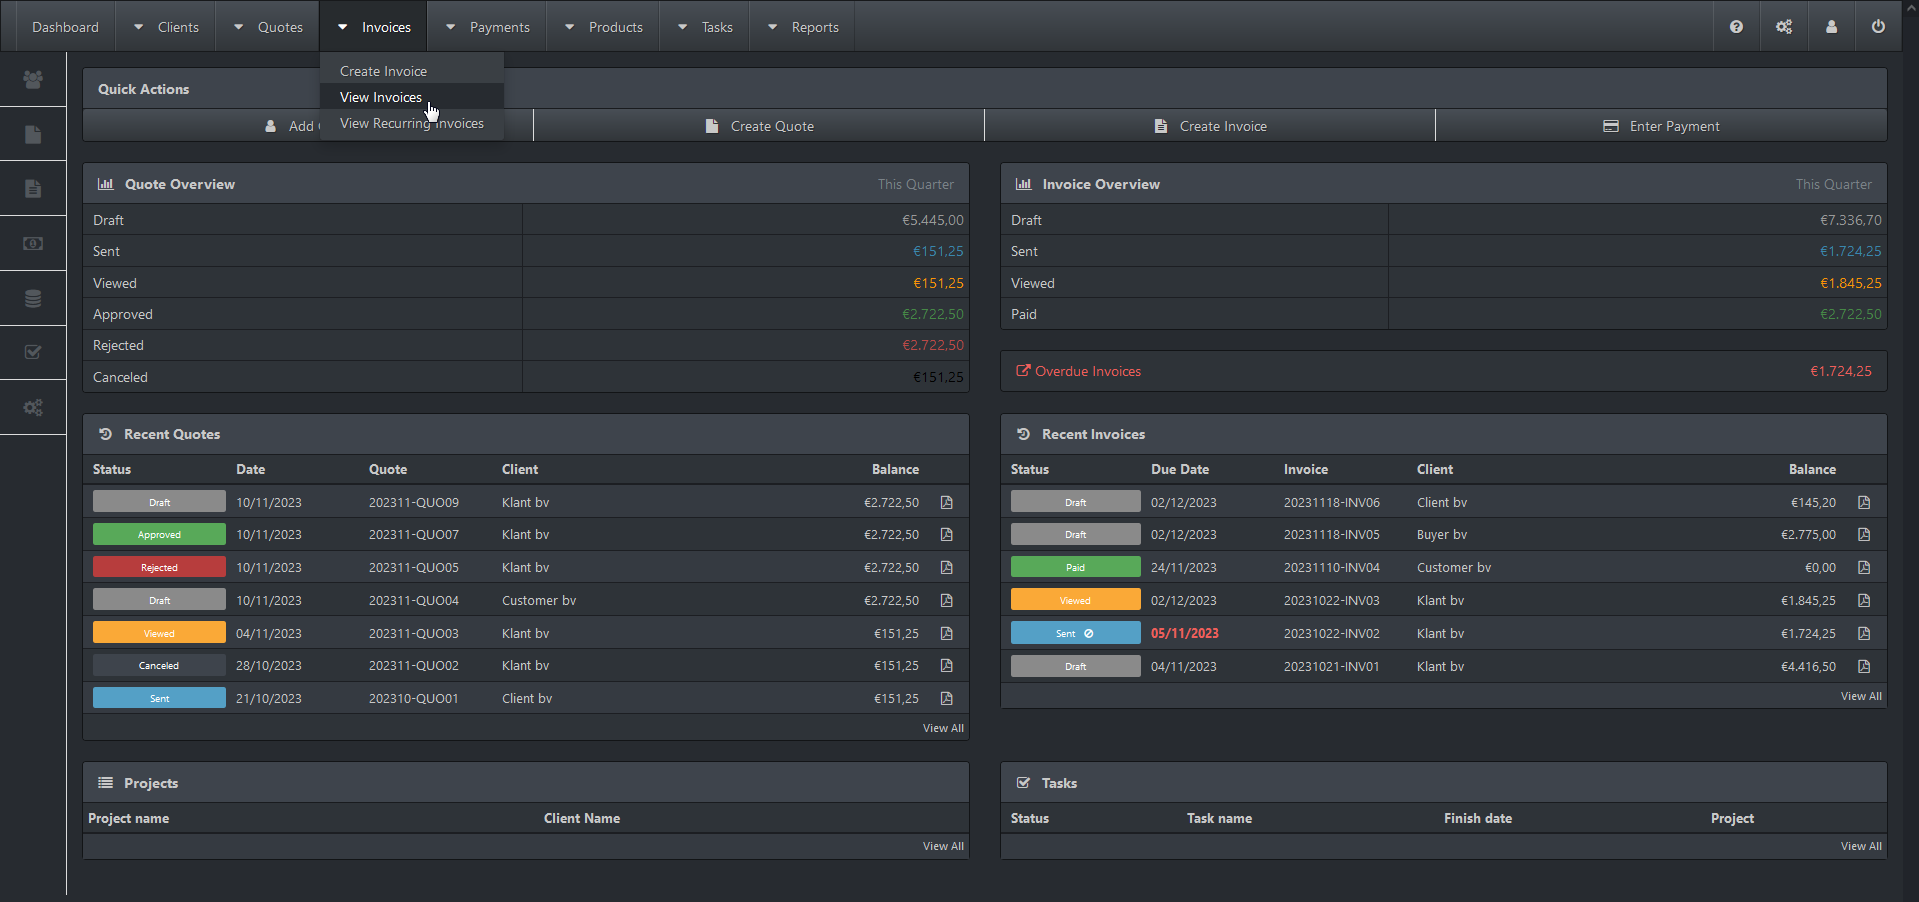 Dashboard Clients Quotes Invoices Payments Products Tasks Reports
Create Invoice
View Invoices
View Recurring Invoices
Quick Actions
Add
Create Quote
Create Invoice
Enter Payment
Quote Overview This Quarter
Draft €5.445,00
Sent €151,25
Viewed €151,25
Approved €2.722,50
Rejected €2.722,50
Canceled €151,25
Invoice Overview This Quarter
Draft €7.336,70
Sent €1.724,25
Viewed €1.845,25
Paid €2.722,50
Overdue Invoices €1.724,25
Recent Quotes
Status Date Quote Client Balance
Draft 10/11/2023 202311-QUO09 Klant bv €2.722,50
Approved 10/11/2023 202311-QUO07 Klant bv €2.722,50
Rejected 10/11/2023 202311-QUO05 Klant bv €2.722,50
Draft 10/11/2023 202311-QUO04 Customer bv €2.722,50
Viewed 04/11/2023 202311-QUO03 Klant bv €151,25
Canceled 28/10/2023 202311-QUO02 Klant bv €151,25
Sent 21/10/2023 202310-QUO01 Client bv €151,25
View All
Recent Invoices
Status Due Date Invoice Client Balance
Draft 02/12/2023 20231118-INV06 Client bv €145,20
Draft 02/12/2023 20231118-INV05 Buyer bv €2.775,00
Paid 24/11/2023 20231110-INV04 Customer bv €0,00
Viewed 02/12/2023 20231022-INV03 Klant bv €1.845,25
Sent 05/11/2023 20231022-INV02 Klant bv €1.724,25
Draft 04/11/2023 20231021-INV01 Klant bv €4.416,50
View All
Projects
Project name Client Name
View All
Tasks
Status Task name Finish date Project
View All